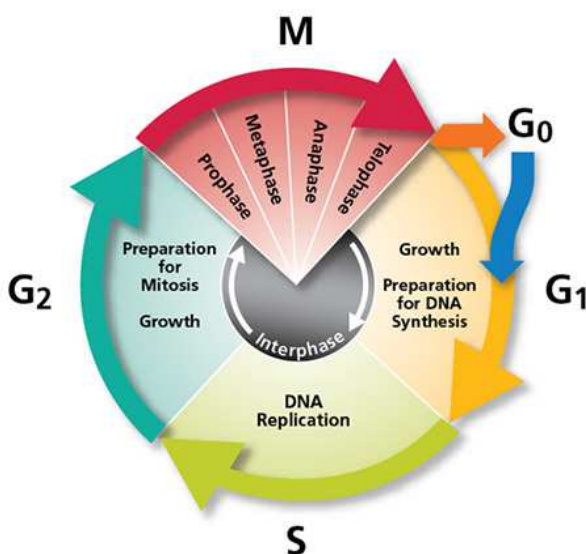 M
Prophase
Metaphase
Anaphase
Telophase
G0
G1
Growth
Preparation
for DNA
Synthesis
S
DNA
Replication
G2
Preparation
for
Mitosis
Growth
Interphase